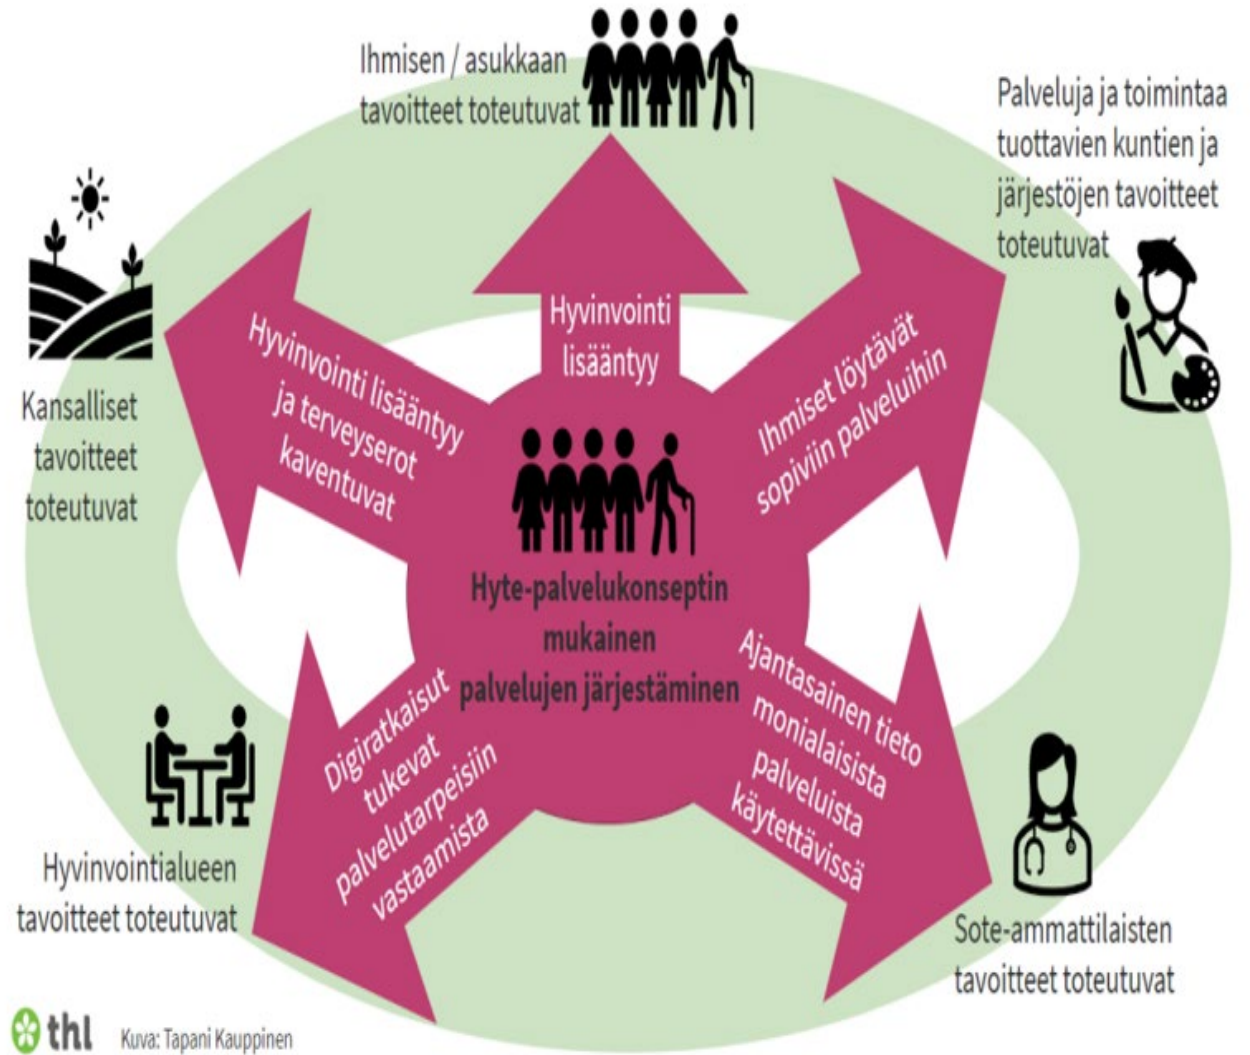 Ihmisen / asukkaan
tavoitteet toteutuvat
Palveluja ja toimintaa
tuottavien kuntien ja
järjestöjen tavoitteet
toteutuvat
Hyvinvointi
lisääntyy
Hyvinvointi lisääntyy
ja terveyserot
kaventuvat
Ihmiset löytävät
sopiviin palveluihin
Kansalliset
tavoitteet
toteutuvat
Hyte-palvelukonseptin
mukainen
palvelujen järjestäminen
Digiratkaisut
tukevat
palvelutarpeisiin
vastaamista
Ajantasainen tieto
monialaisista
palveluista
käytettävissä
Hyvinvointialueen
tavoitteet toteutuvat
Sote-ammattilaisten
tavoitteet toteutuvat
thl
Kuva: Tapani Kauppinen